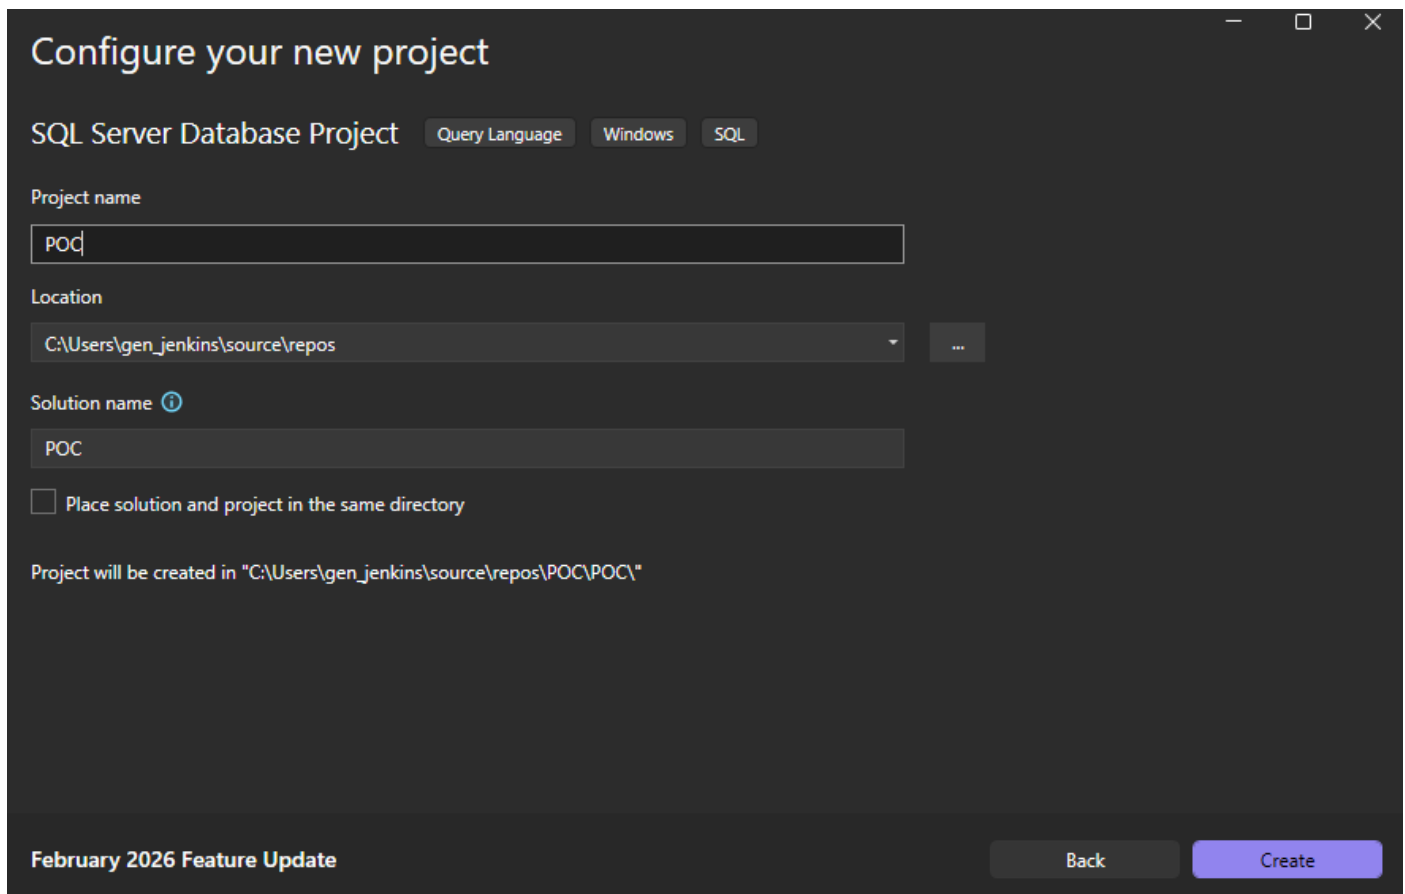 Configure your new project
SQL Server Database Project Query Language Windows SQL
Project name
POC
Location
C:\Users\gen_jenkins\source\repos
...
Solution name
POC
Place solution and project in the same directory
Project will be created in "C:\Users\gen_jenkins\source\repos\POC\POC\"
February 2026 Feature Update
Back
Create